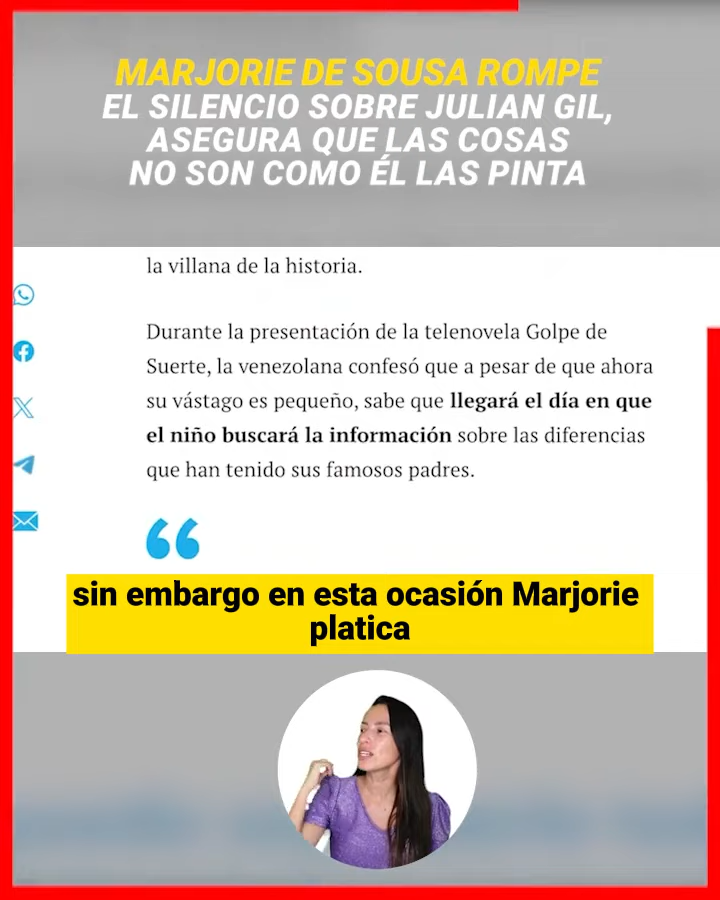 MARJORIE DE SOUSA ROMPE
EL SILENCIO SOBRE JULIAN GIL,
ASEGURA QUE LAS COSAS
NO SON COMO ÉL LAS PINTA
la villana de la historia.
Durante la presentación de la telenovela Golpe de
Suerte, la venezolana confesó que a pesar de que ahora
su vástago es pequeño, sabe que llegará el día en que
el niño buscará la información sobre las diferencias
que han tenido sus famosos padres.
“
sin embargo en esta ocasión Marjorie
platica